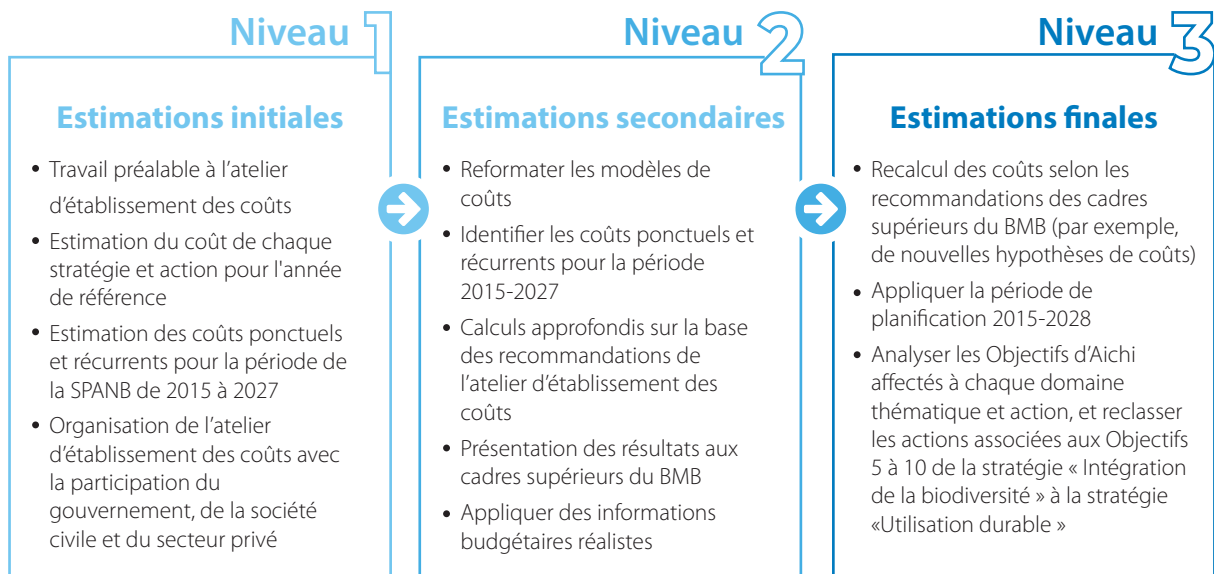 Niveau 1
Estimations initiales
• Travail préalable à l’atelier
d’établissement des coûts
• Estimation du coût de chaque
stratégie et action pour l'année
de référence
• Estimation des coûts ponctuels
et récurrents pour la période de
la SPANB de 2015 à 2027
• Organisation de l’atelier
d’établissement des coûts avec
la participation du
gouvernement, de la société
civile et du secteur privé
Niveau 2
Estimations secondaires
• Reformater les modèles de
coûts
• Identifier les coûts ponctuels et
récurrents pour la période
2015-2027
• Calculs approfondis sur la base
des recommandations de
l’atelier d’établissement des
coûts
• Présentation des résultats aux
cadres supérieurs du BMB
• Appliquer des informations
budgétaires réalistes
Niveau 3
Estimations finales
• Recalcul des coûts selon les
recommandations des cadres
supérieurs du BMB (par exemple,
de nouvelles hypothèses de coûts)
• Appliquer la période de
planification 2015-2028
• Analyser les Objectifs d’Aichi
affectés à chaque domaine
thématique et action, et reclasser
les actions associées aux Objectifs
5 à 10 de la stratégie « Intégration
de la biodiversité » à la stratégie
«Utilisation durable »